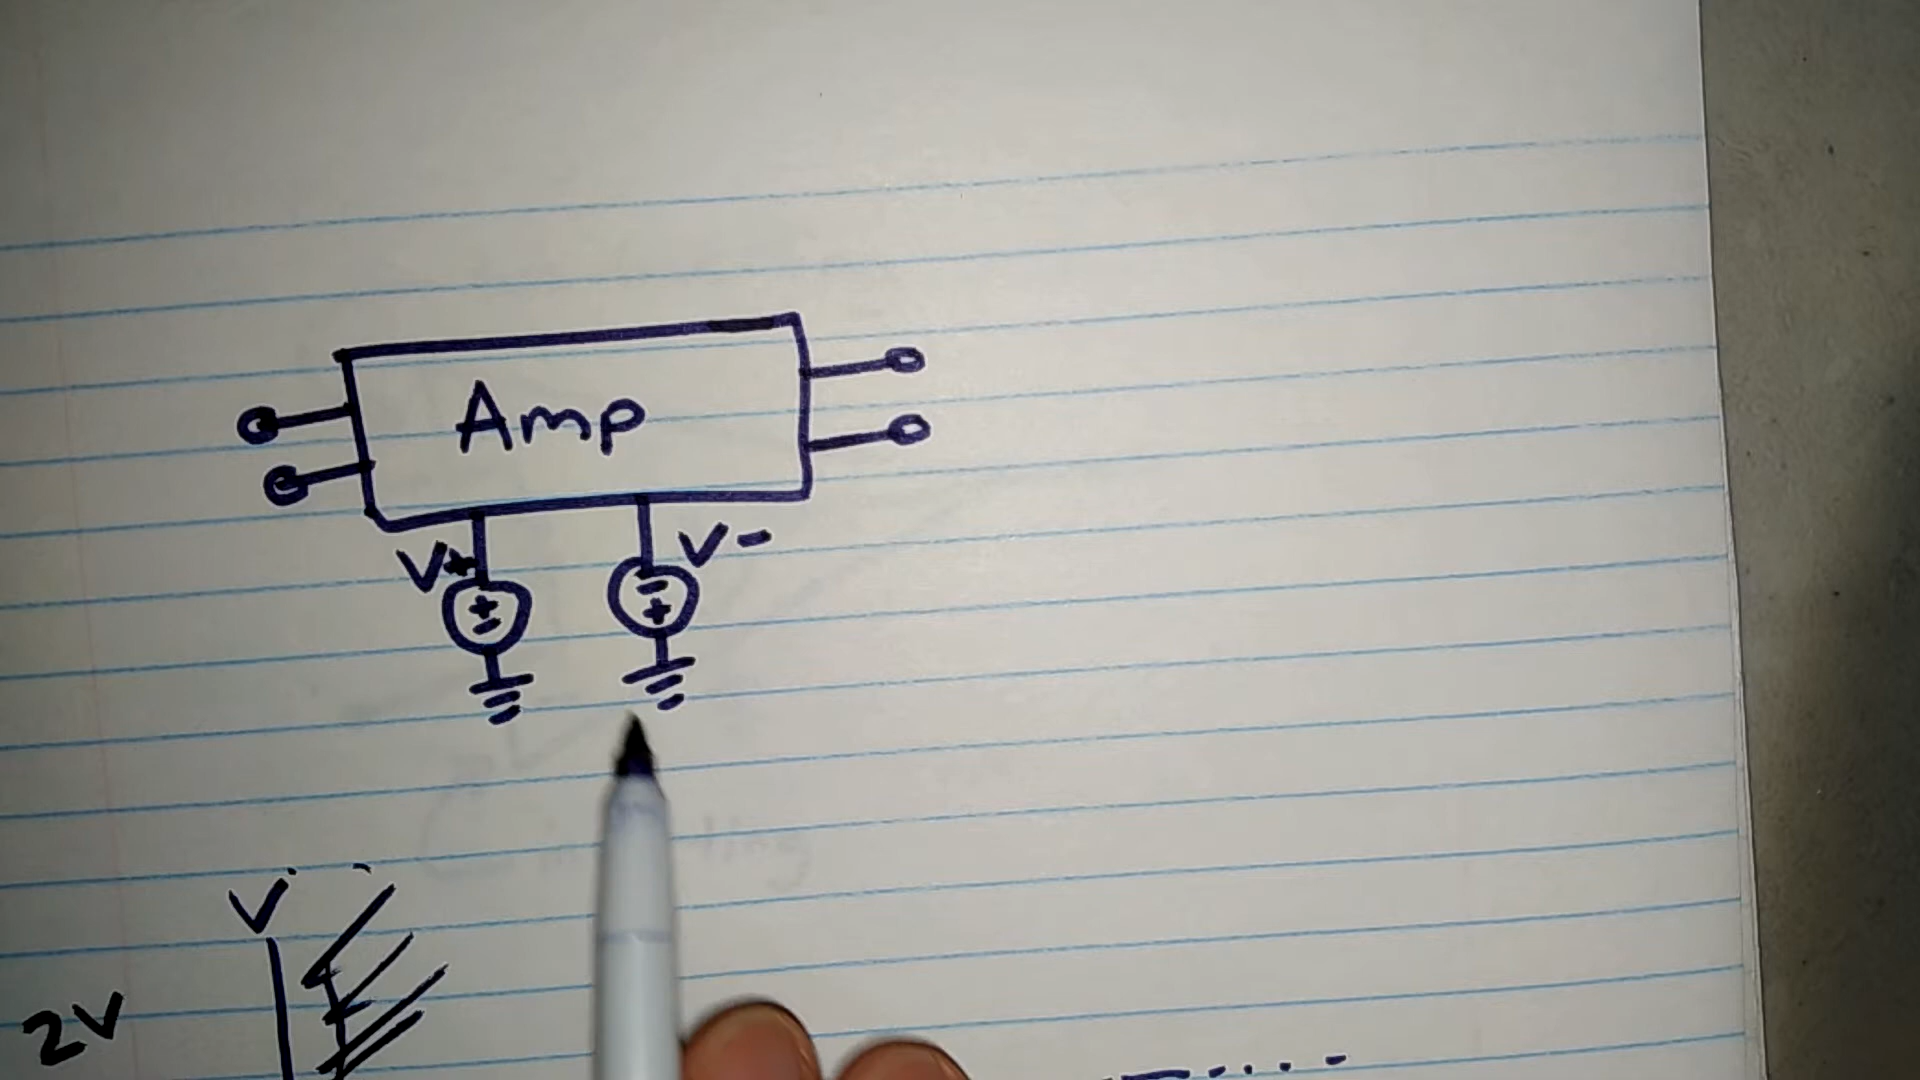 Amp
V+ V-
+ -
- +
V
2V